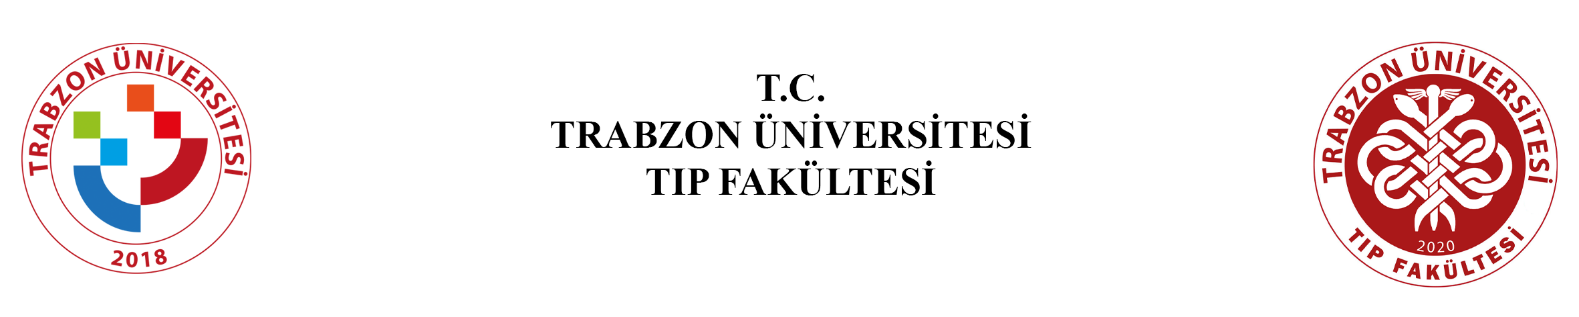 TRABZON ÜNİVERSİTESİ
2018
T.C.
TRABZON ÜNİVERSİTESİ
TIP FAKÜLTESİ
TRABZON ÜNİVERSİTESİ
2020
TIP FAKÜLTESİ